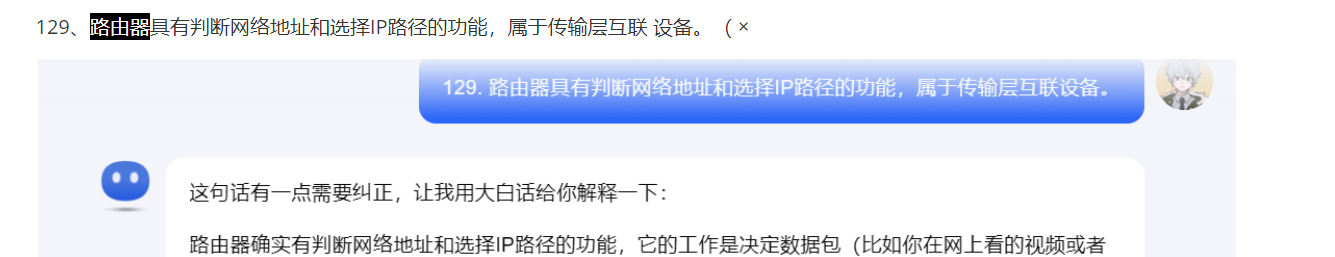 129、路由器具有判断网络地址和选择IP路径的功能，属于传输层互联 设备。 （ ×
129. 路由器具有判断网络地址和选择IP路径的功能，属于传输层互联设备。
这句话有一点需要纠正，让我用大白话给你解释一下：
路由器确实有判断网络地址和选择IP路径的功能，它的工作是决定数据包（比如你在网上看的视频或者